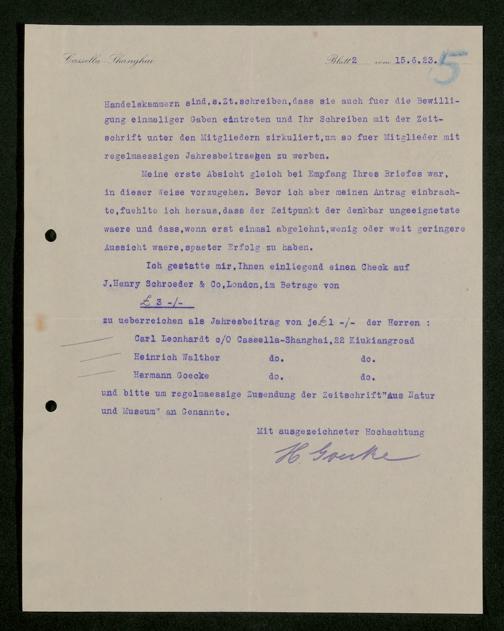 Cassella-Shanghai
Blatt 2 vom 15.6.23. 5
Handelskammern sind.s.Zt.schreiben,dass sie auch fuer die Bewilli-
gung einmaliger Gaben eintreten und Ihr Schreiben mit der Zeit-
schrift unter den Mitgliedern zirkuliert,um so fuer Mitglieder mit
regelmaessigen Jahresbeitraegen zu werben.
Meine erste Absicht gleich bei Empfang Ihres Briefes war,
in dieser Weise vorzugehen. Bevor ich aber meinen Antrag einbrach-
te,fuehlte ich heraus,dass der Zeitpunkt der denkbar ungeeignetste
waere und dass,wenn erst einmal abgelehnt,wenig oder weit geringere
Aussicht waere,spaeter Erfolg zu haben.
Ich gestatte mir,Ihnen einliegend einen Check auf
J.Henry Schroeder & Co,London,im Betrage von
£ 3 -/-
zu ueberreichen als Jahresbeitrag von je £1 -/- der Herren :
Carl Leonhardt c/O Cassella-Shanghai,22 Kiukiangroad
Heinrich Walther do. do.
Hermann Goecke do. do.
und bitte um regelmaessige Zusendung der Zeitschrift"Aus Natur
und Museum" an Genannte.
Mit ausgezeichneter Hochachtung
H. Goecke